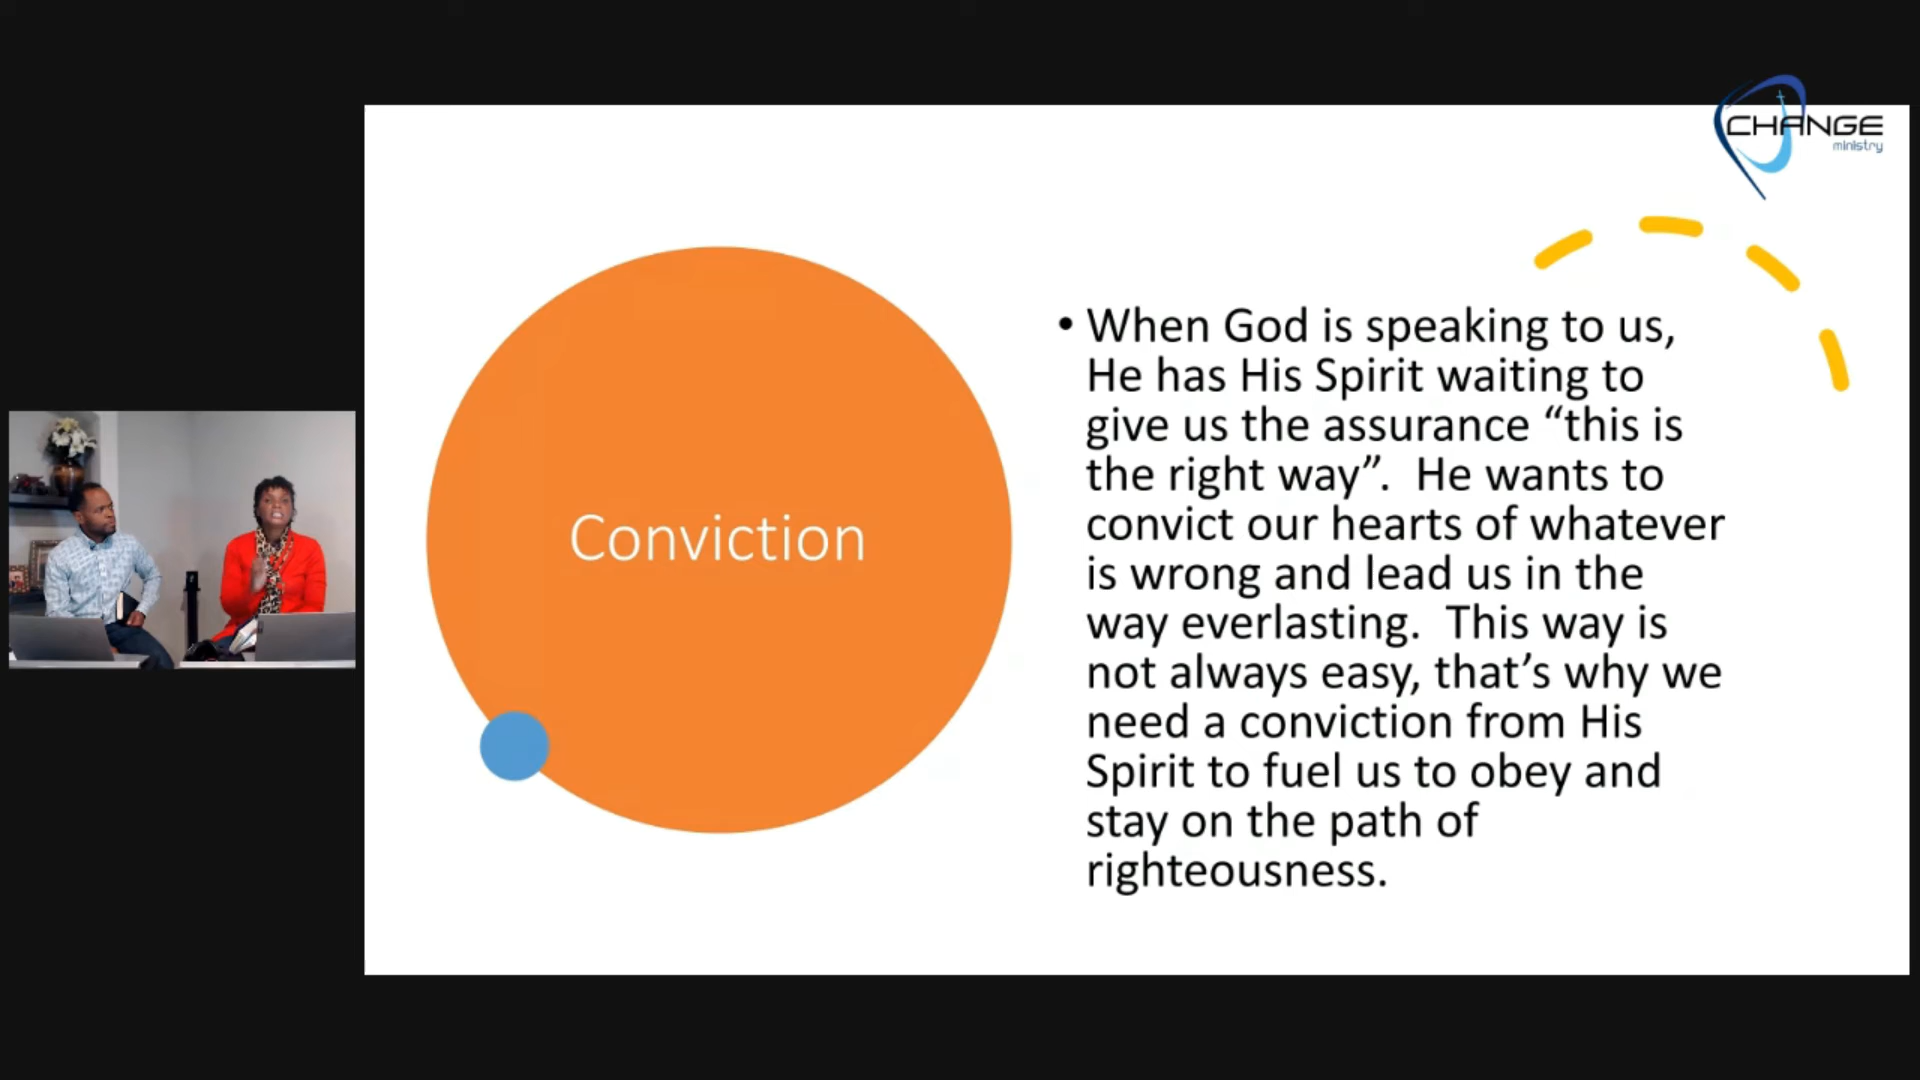 CHANGE
ministry
Conviction
• When God is speaking to us,
He has His Spirit waiting to
give us the assurance “this is
the right way”.  He wants to
convict our hearts of whatever
is wrong and lead us in the
way everlasting.  This way is
not always easy, that’s why we
need a conviction from His
Spirit to fuel us to obey and
stay on the path of
righteousness.